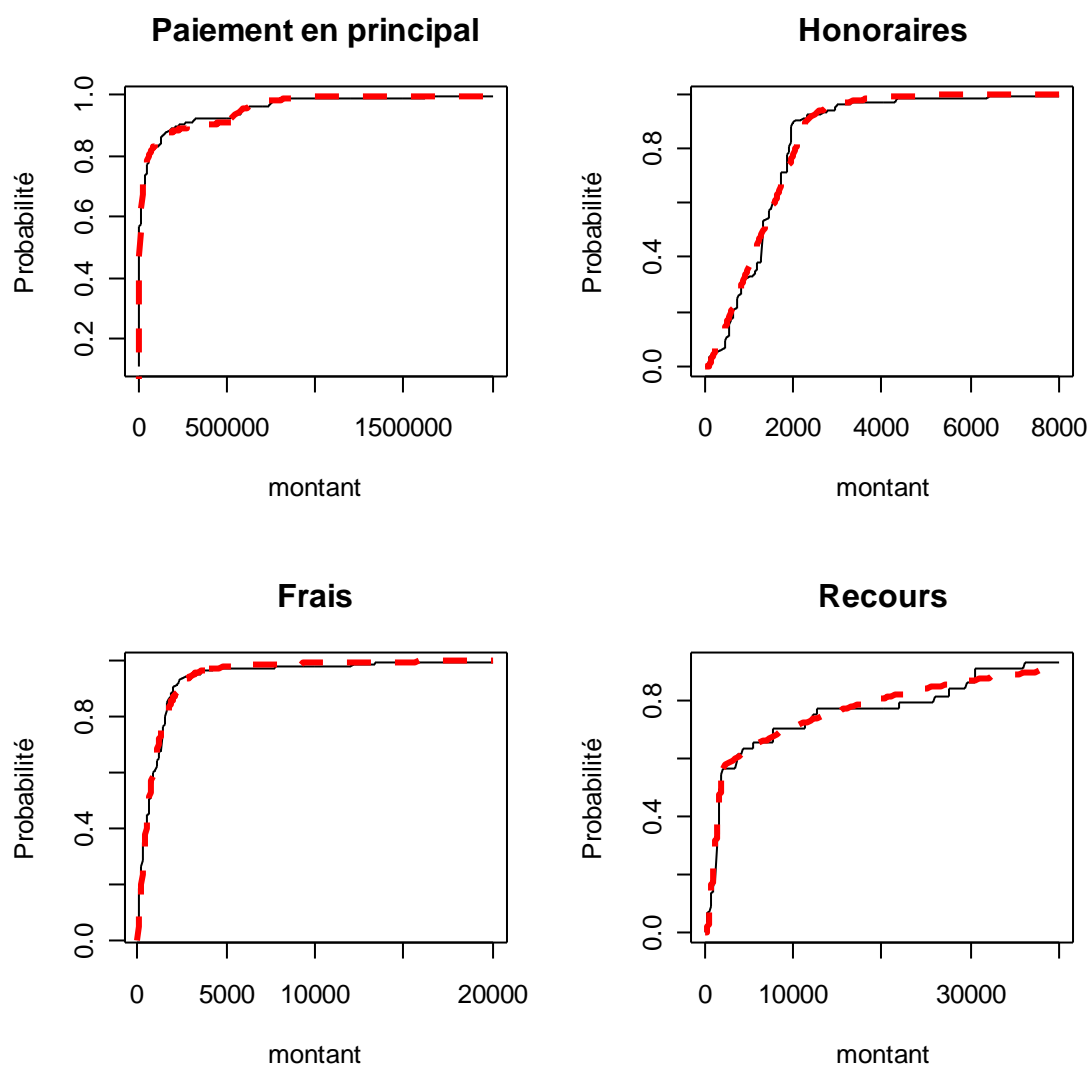 Paiement en principal
Probabilité
1.0
0.8
0.6
0.4
0.2
0 500000 1500000
montant
Honoraires
Probabilité
0.8
0.4
0.0
0 2000 4000 6000 8000
montant
Frais
Probabilité
0.8
0.4
0.0
0 5000 10000 20000
montant
Recours
Probabilité
0.8
0.4
0.0
0 10000 30000
montant